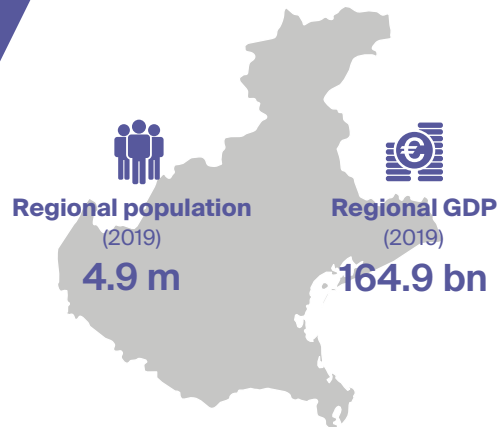 €
Regional population
(2019)
4.9 m
Regional GDP
(2019)
164.9 bn